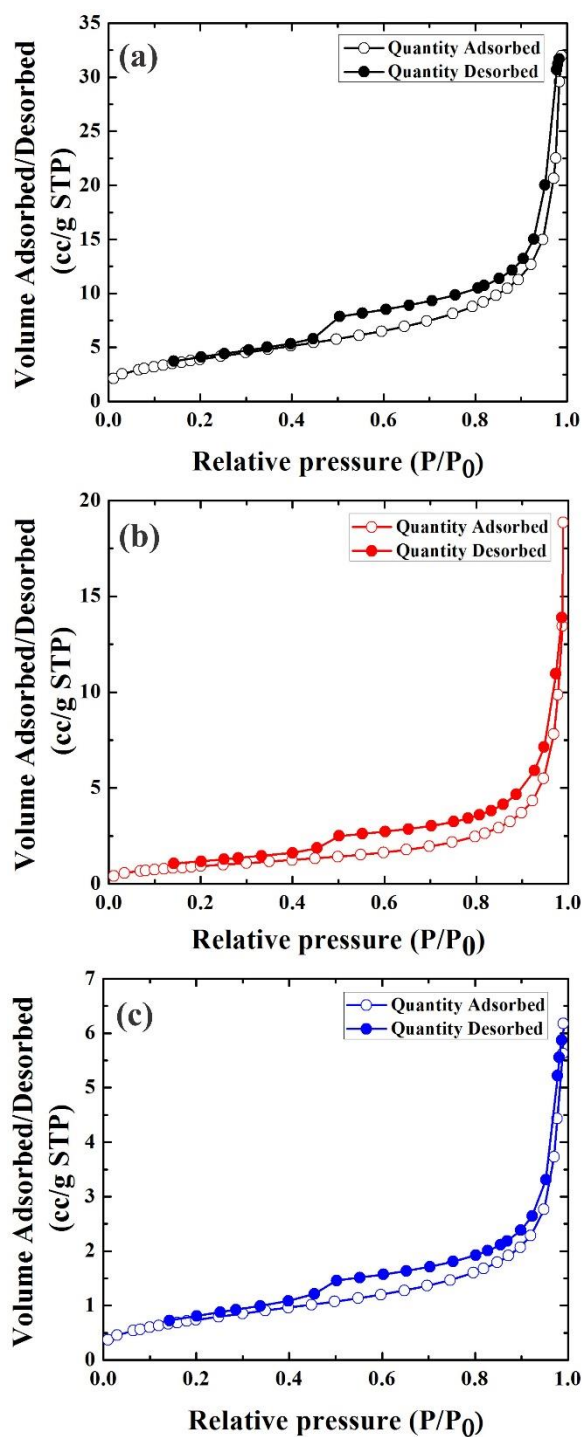 (a)
Quantity Adsorbed
Quantity Desorbed
Volume Adsorbed/Desorbed
(cc/g STP)
35
30
25
20
15
10
5
0
0.0 0.2 0.4 0.6 0.8 1.0
Relative pressure (P/P0)
(b)
Quantity Adsorbed
Quantity Desorbed
Volume Adsorbed/Desorbed
(cc/g STP)
20
15
10
5
0
0.0 0.2 0.4 0.6 0.8 1.0
Relative pressure (P/P0)
(c)
Quantity Adsorbed
Quantity Desorbed
Volume Adsorbed/Desorbed
(cc/g STP)
7
6
5
4
3
2
1
0
0.0 0.2 0.4 0.6 0.8 1.0
Relative pressure (P/P0)